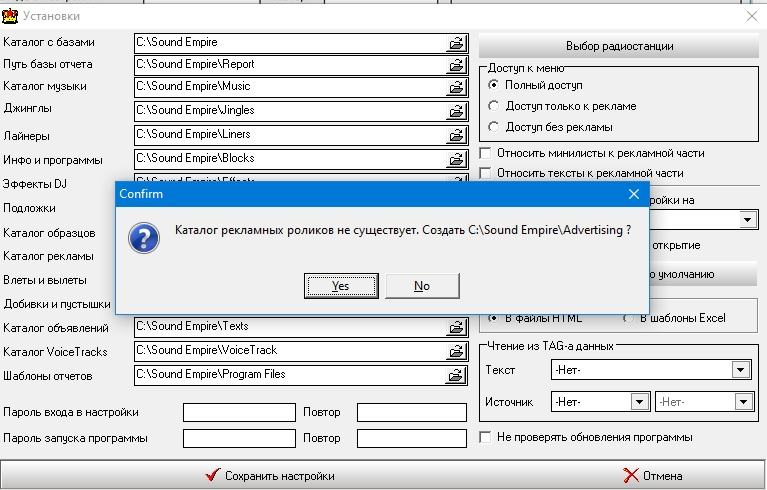 Установки
Каталог с базами
C:\Sound Empire
Выбор радиостанции
Путь базы отчета
C:\Sound Empire\Report
Доступ к меню
Каталог музыки
C:\Sound Empire\Music
Полный доступ
Джинглы
C:\Sound Empire\Jingles
Доступ только к рекламе
Лайнеры
C:\Sound Empire\Liners
Доступ без рекламы
Инфо и программы
C:\Sound Empire\Blocks
Относить минилисты к рекламной части
Эффекты DJ
Относить тексты к рекламной части
Confirm
Подложки
Каталог рекламных роликов не существует. Создать C:\Sound Empire\Advertising ?
Yes
No
Каталог образцов
Каталог рекламы
открытие
Влеты и вылеты
умолчанию
Добивки и пустышки
В файлы HTML
В шаблоны Excel
Каталог объявлений
C:\Sound Empire\Texts
Каталог VoiceTracks
C:\Sound Empire\VoiceTrack
Чтение из TAG-а данных
Шаблоны отчетов
C:\Sound Empire\Program Files
Текст
-Нет-
Источник
-Нет-
-Нет-
Пароль входа в настройки
Повтор
Пароль запуска программы
Повтор
Не проверять обновления программы
Сохранить настройки
Отмена